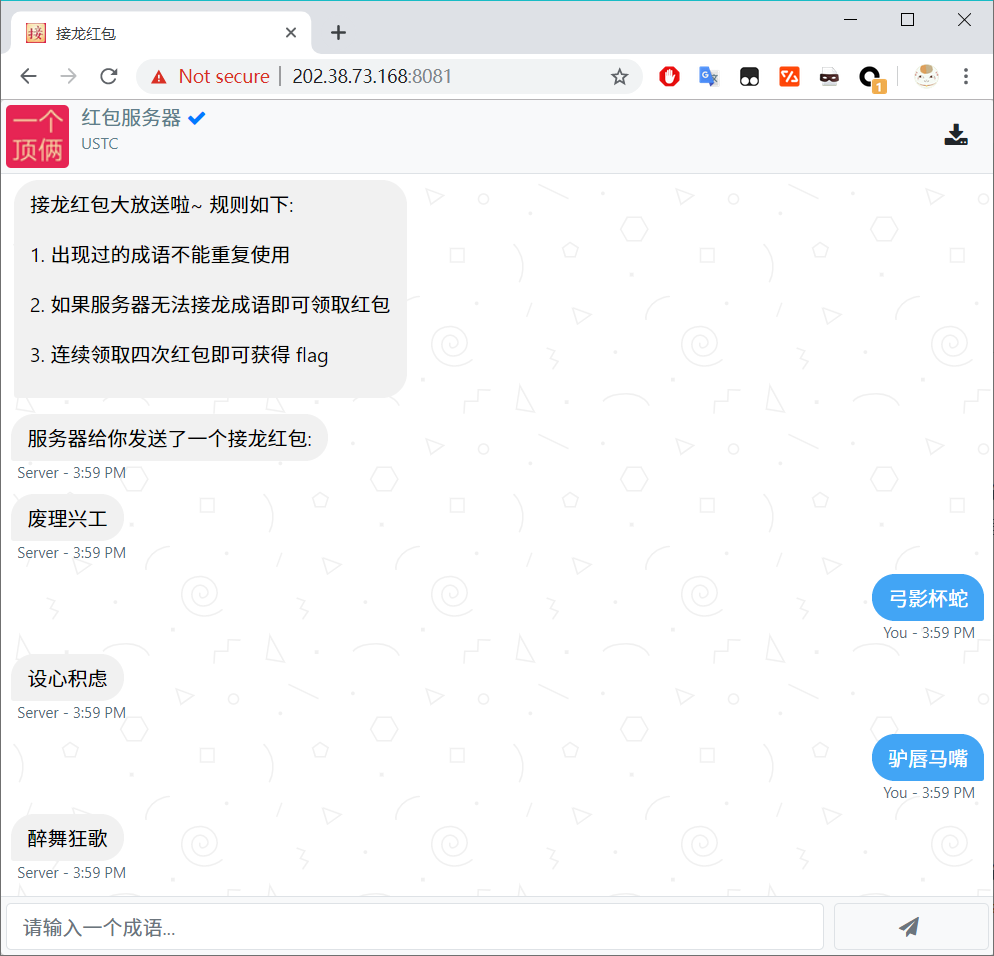 接 接龙红包
Not secure | 202.38.73.168:8081
1
一个
顶俩
红包服务器
USTC
接龙红包大放送啦~ 规则如下:
1. 出现过的成语不能重复使用
2. 如果服务器无法接龙成语即可领取红包
3. 连续领取四次红包即可获得 flag
服务器给你发送了一个接龙红包:
Server - 3:59 PM
废理兴工
Server - 3:59 PM
弓影杯蛇
You - 3:59 PM
设心积虑
Server - 3:59 PM
驴唇马嘴
You - 3:59 PM
醉舞狂歌
Server - 3:59 PM
请输入一个成语...